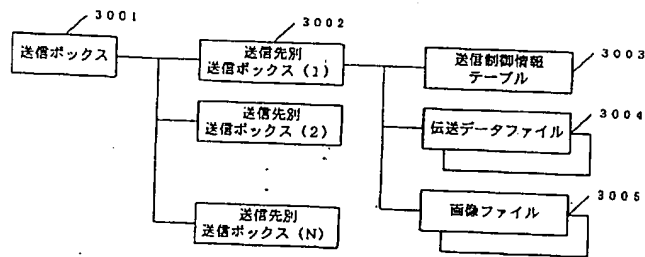 3001
送信ボックス
3002
送信先別
送信ボックス(1)
送信先別
送信ボックス(2)
送信先別
送信ボックス(N)
3003
送信制御情報
テーブル
3004
伝送データファイル
3005
画像ファイル